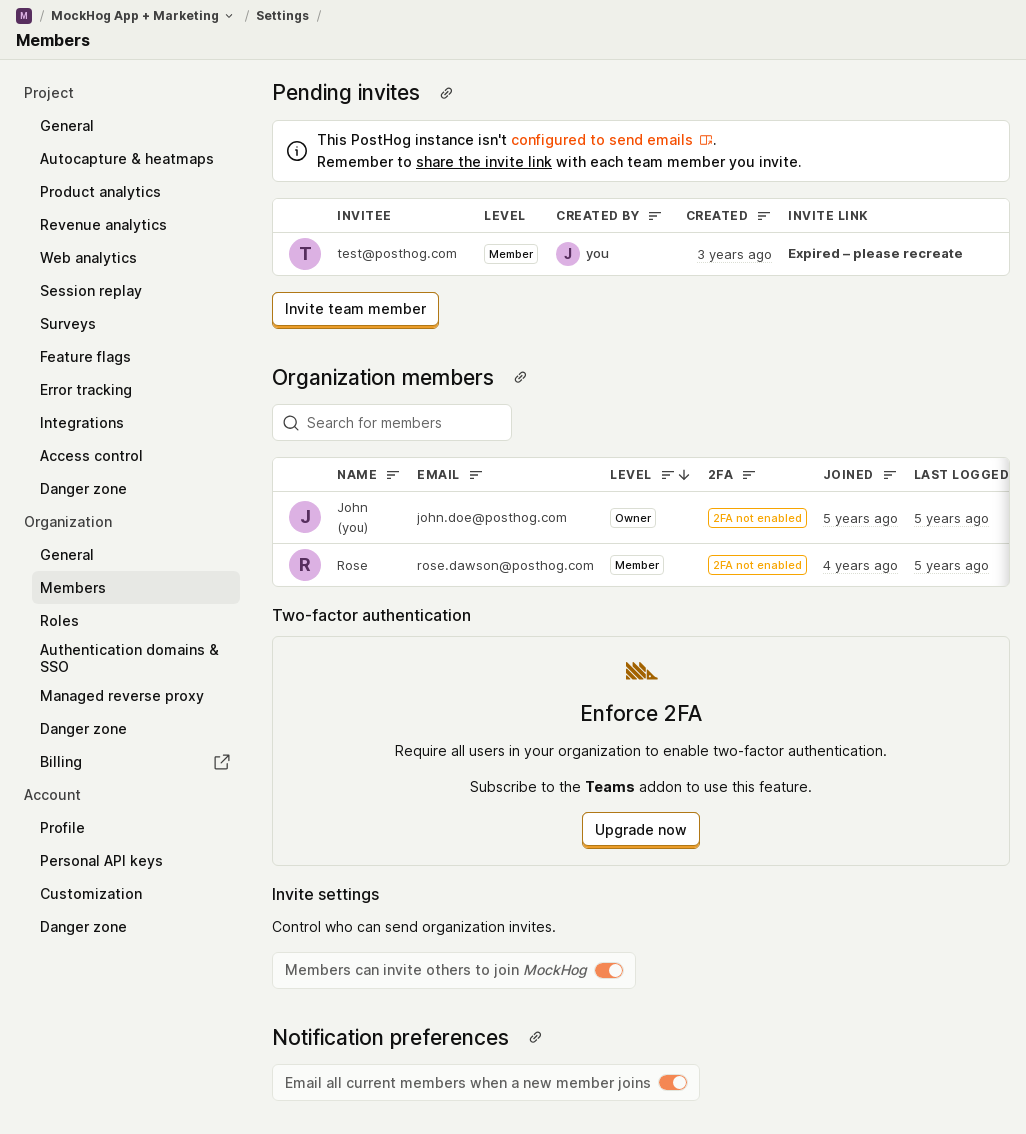 M / MockHog App + Marketing / Settings /
Members
Project
General
Autocapture & heatmaps
Product analytics
Revenue analytics
Web analytics
Session replay
Surveys
Feature flags
Error tracking
Integrations
Access control
Danger zone
Organization
General
Members
Roles
Authentication domains &
SSO
Managed reverse proxy
Danger zone
Billing
Account
Profile
Personal API keys
Customization
Danger zone
Pending invites
This PostHog instance isn't configured to send emails.
Remember to share the invite link with each team member you invite.
INVITEE LEVEL CREATED BY CREATED INVITE LINK
T test@posthog.com Member J you 3 years ago Expired – please recreate
Invite team member
Organization members
Search for members
NAME EMAIL LEVEL 2FA JOINED LAST LOGGED
J John
(you) john.doe@posthog.com Owner 2FA not enabled 5 years ago 5 years ago
R Rose rose.dawson@posthog.com Member 2FA not enabled 4 years ago 5 years ago
Two-factor authentication
Enforce 2FA
Require all users in your organization to enable two-factor authentication.
Subscribe to the Teams addon to use this feature.
Upgrade now
Invite settings
Control who can send organization invites.
Members can invite others to join MockHog
Notification preferences
Email all current members when a new member joins